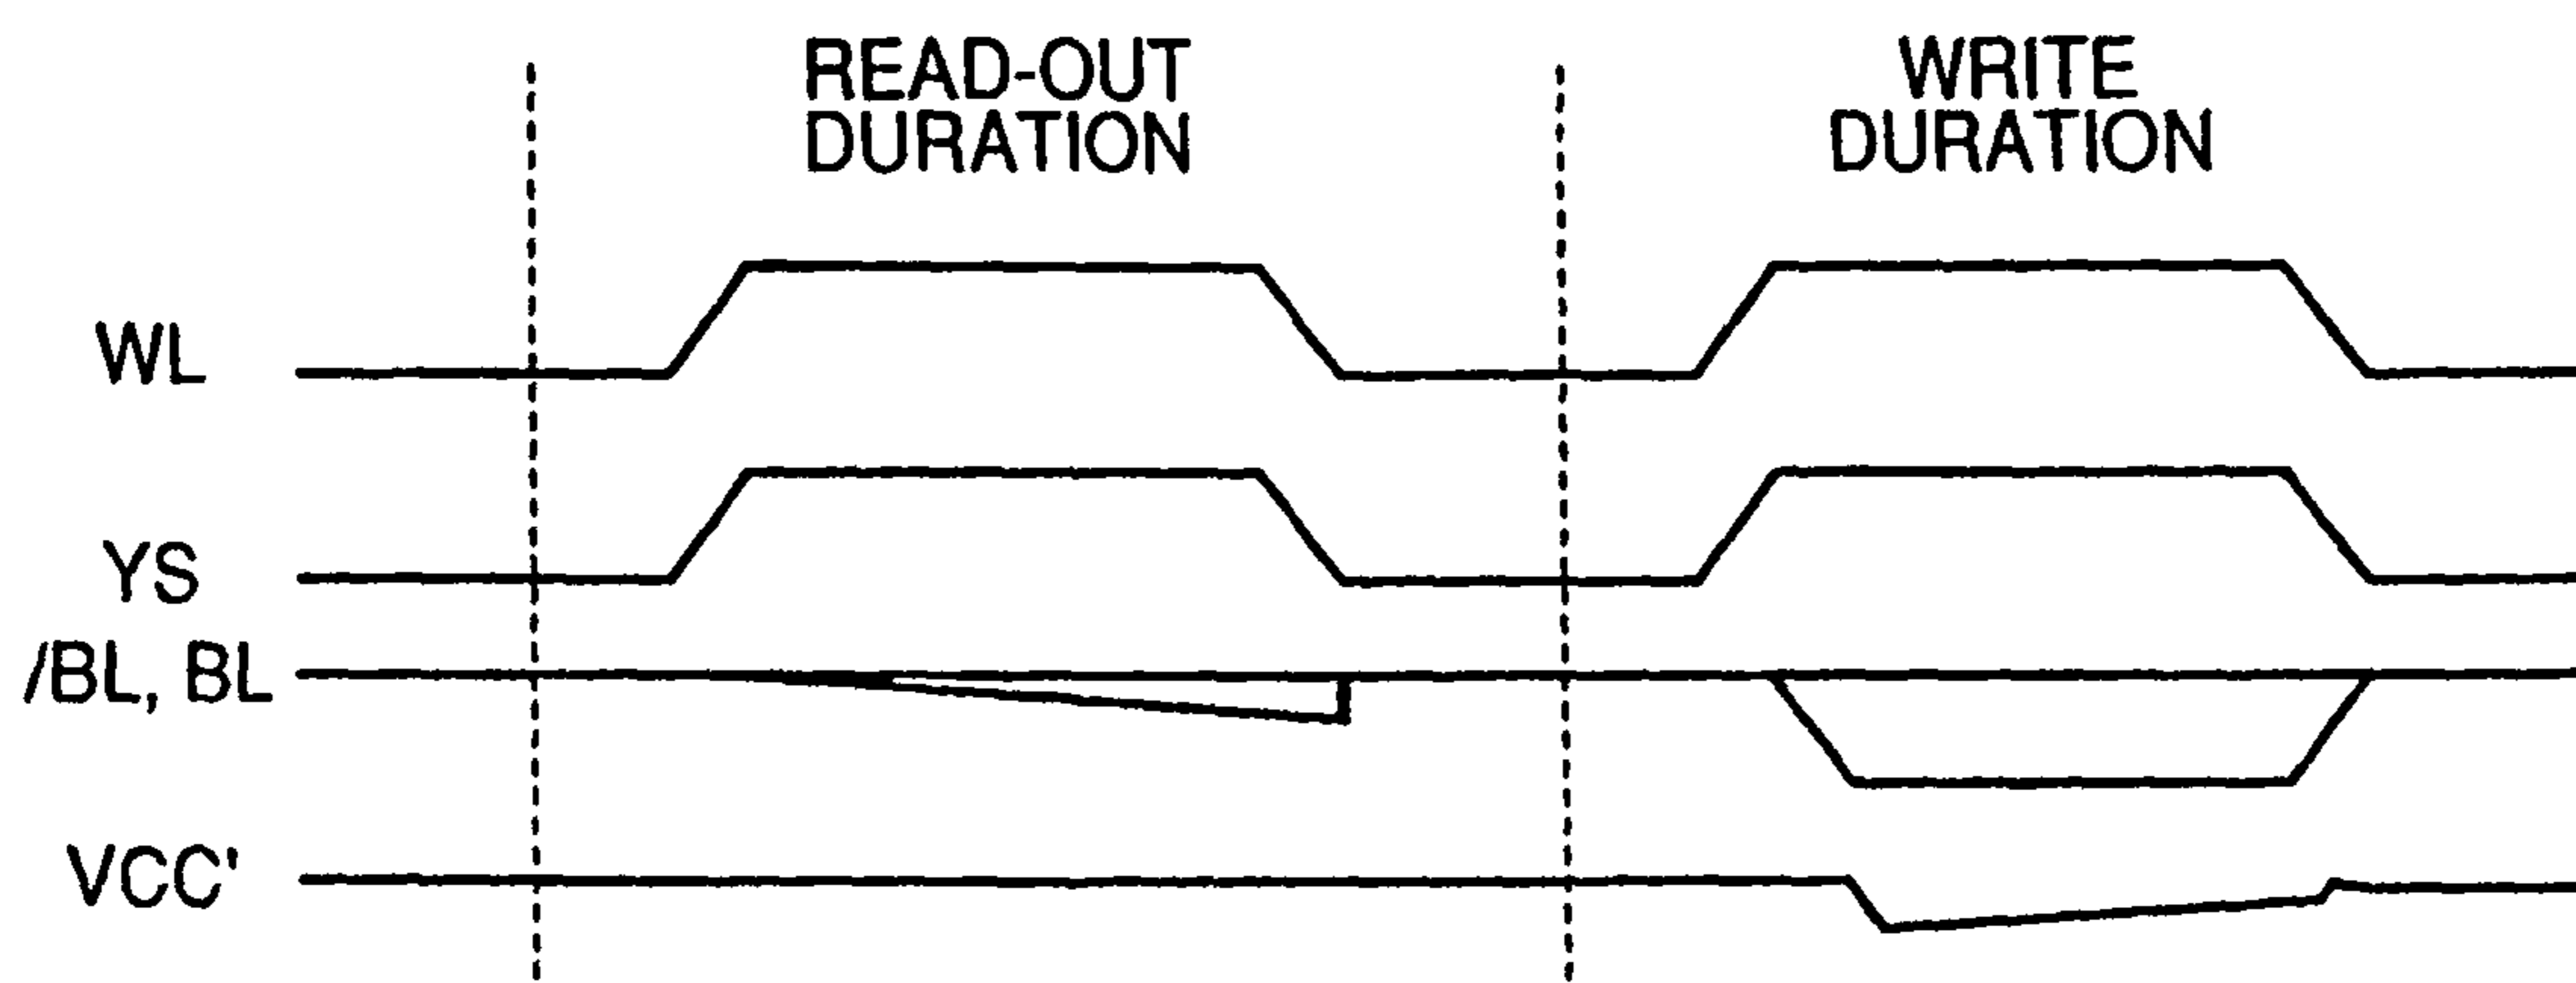 READ-OUT
DURATION
WRITE
DURATION
WL
YS
/BL, BL
VCC'